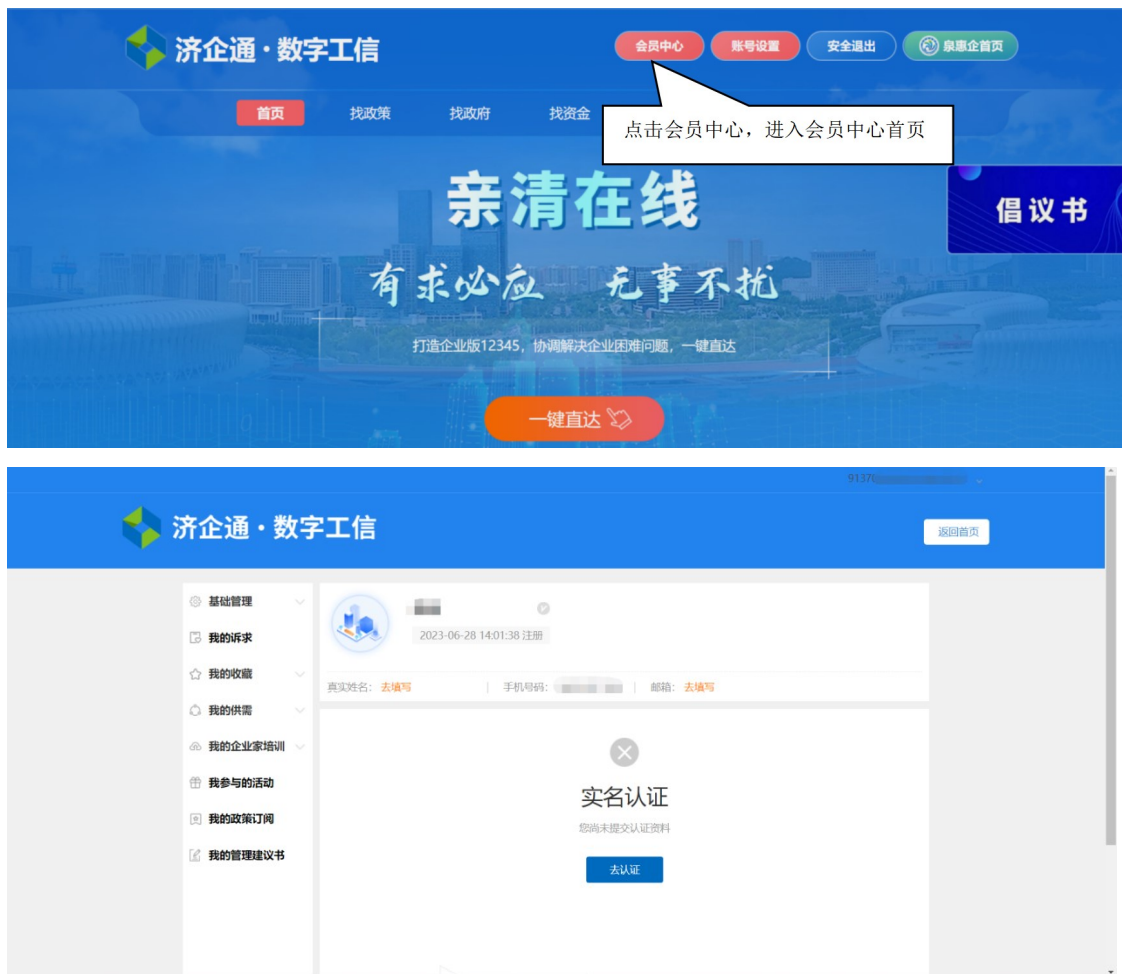 济企通·数字工信
会员中心 账号设置 安全退出 泉惠企首页
首页 找政策 找政府 找资金
点击会员中心，进入会员中心首页
亲清在线
倡议书
有求必应 无事不扰
打造企业版12345，协调解决企业困难问题，一键直达
一键直达
9137
济企通·数字工信
返回首页
基础管理
2023-06-28 14:01:38 注册
我的诉求
我的收藏
真实姓名： 去填写 手机号码： 邮箱： 去填写
我的供需
我的企业家培训
我参与的活动
实名认证
我的政策订阅
您尚未提交认证资料
我的管理建议书
去认证